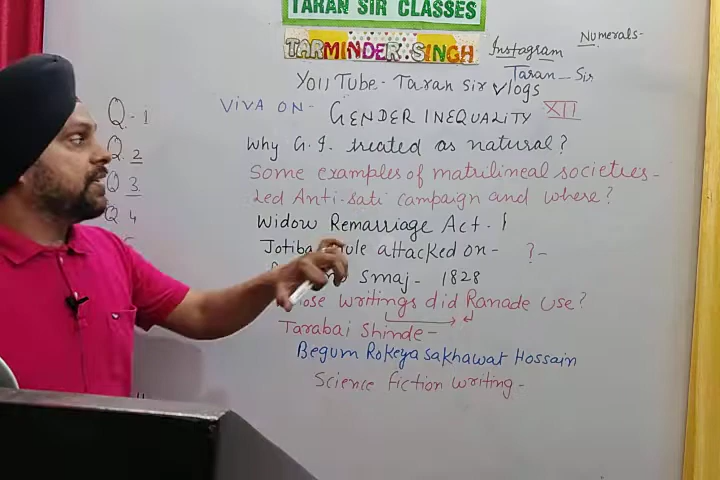 TARAN SIR CLASSES
TARMINDER SINGH
Instagram
Taran_Sir
Numerals-
YouTube - Taran Sir Vlogs
VIVA ON - GENDER INEQUALITY XII
Why G.I. treated as natural?
Some examples of matrilineal societies -
Led Anti-sati campaign and where?
Widow Remarriage Act -
attacked on - ? -
Smaj - 1828
writings did Ranade Use?
Tarabai Shinde -
Begum Rokeya Sakhawat Hossain
Science fiction writing -
Q - 1
Q 2
Q 3
Q 4